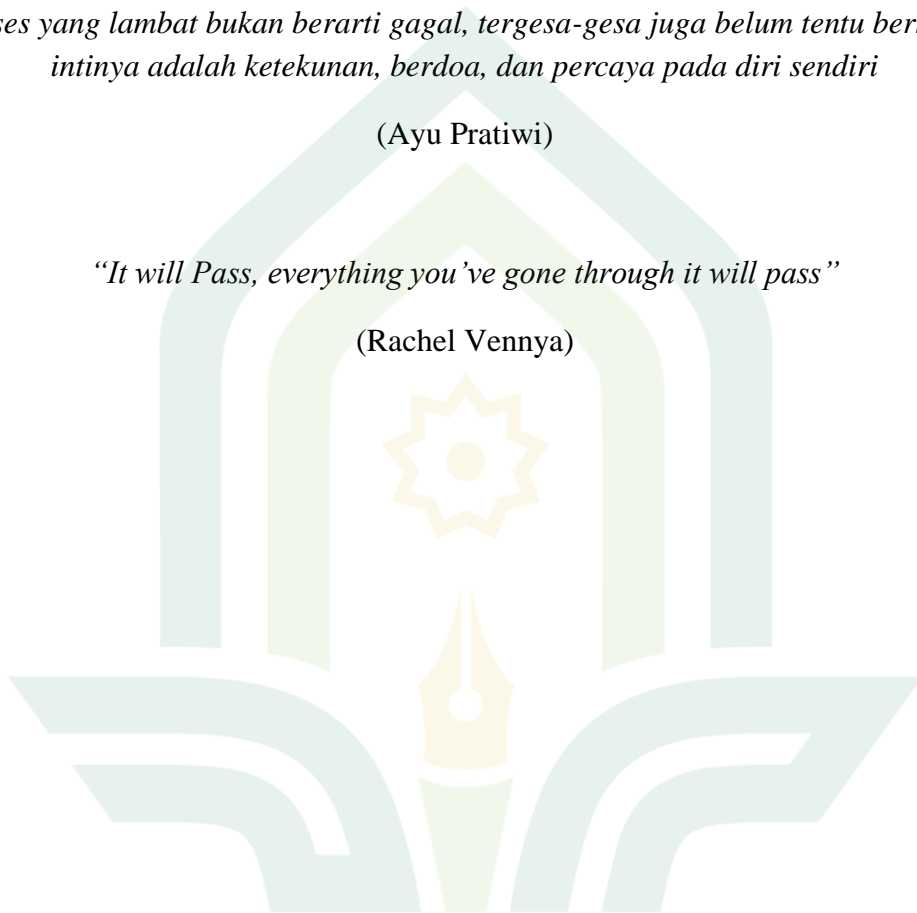 yang lambat bukan berarti gagal, tergesa-gesa juga belum tentu
intinya adalah ketekunan, berdoa, dan percaya pada diri sendiri
(Ayu Pratiwi)
“It will Pass, everything you’ve gone through it will pass”
(Rachel Vennya)